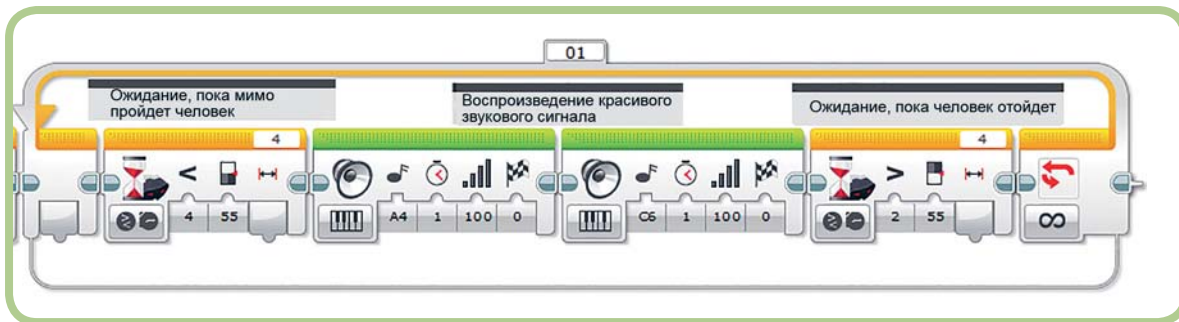 01
Ожидание, пока мимо
пройдет человек
Воспроизведение красивого
звукового сигнала
Ожидание, пока человек отойдет
4
4
< 
4 55
A4 1 100 0
C6 1 100 0
>
2 55
∞